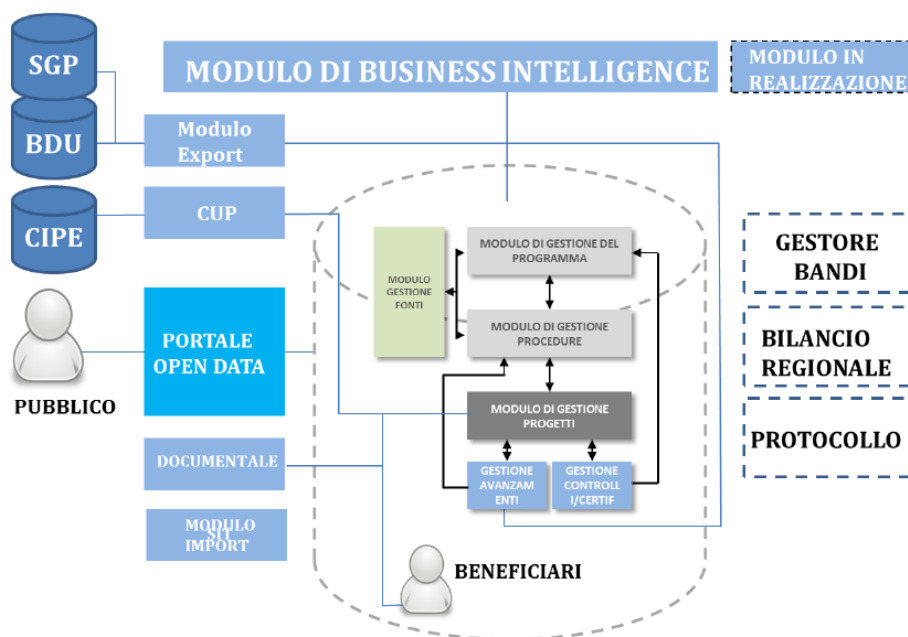 SGP
BDU
CIPE
MODULO DI BUSINESS INTELLIGENCE
MODULO IN
REALIZZAZIONE
Modulo
Export
CUP
PORTALE
OPEN DATA
PUBBLICO
DOCUMENTALE
MODULO
SIT
IMPORT
MODULO
GESTIONE
FONTI
MODULO DI GESTIONE DEL
PROGRAMMA
MODULO DI GESTIONE
PROCEDURE
MODULO DI GESTIONE
PROGETTI
GESTIONE
AVANZAM
ENTI
GESTIONE
CONTROLL
I/CERTIF
BENEFICIARI
GESTORE
BANDI
BILANCIO
REGIONALE
PROTOCOLLO